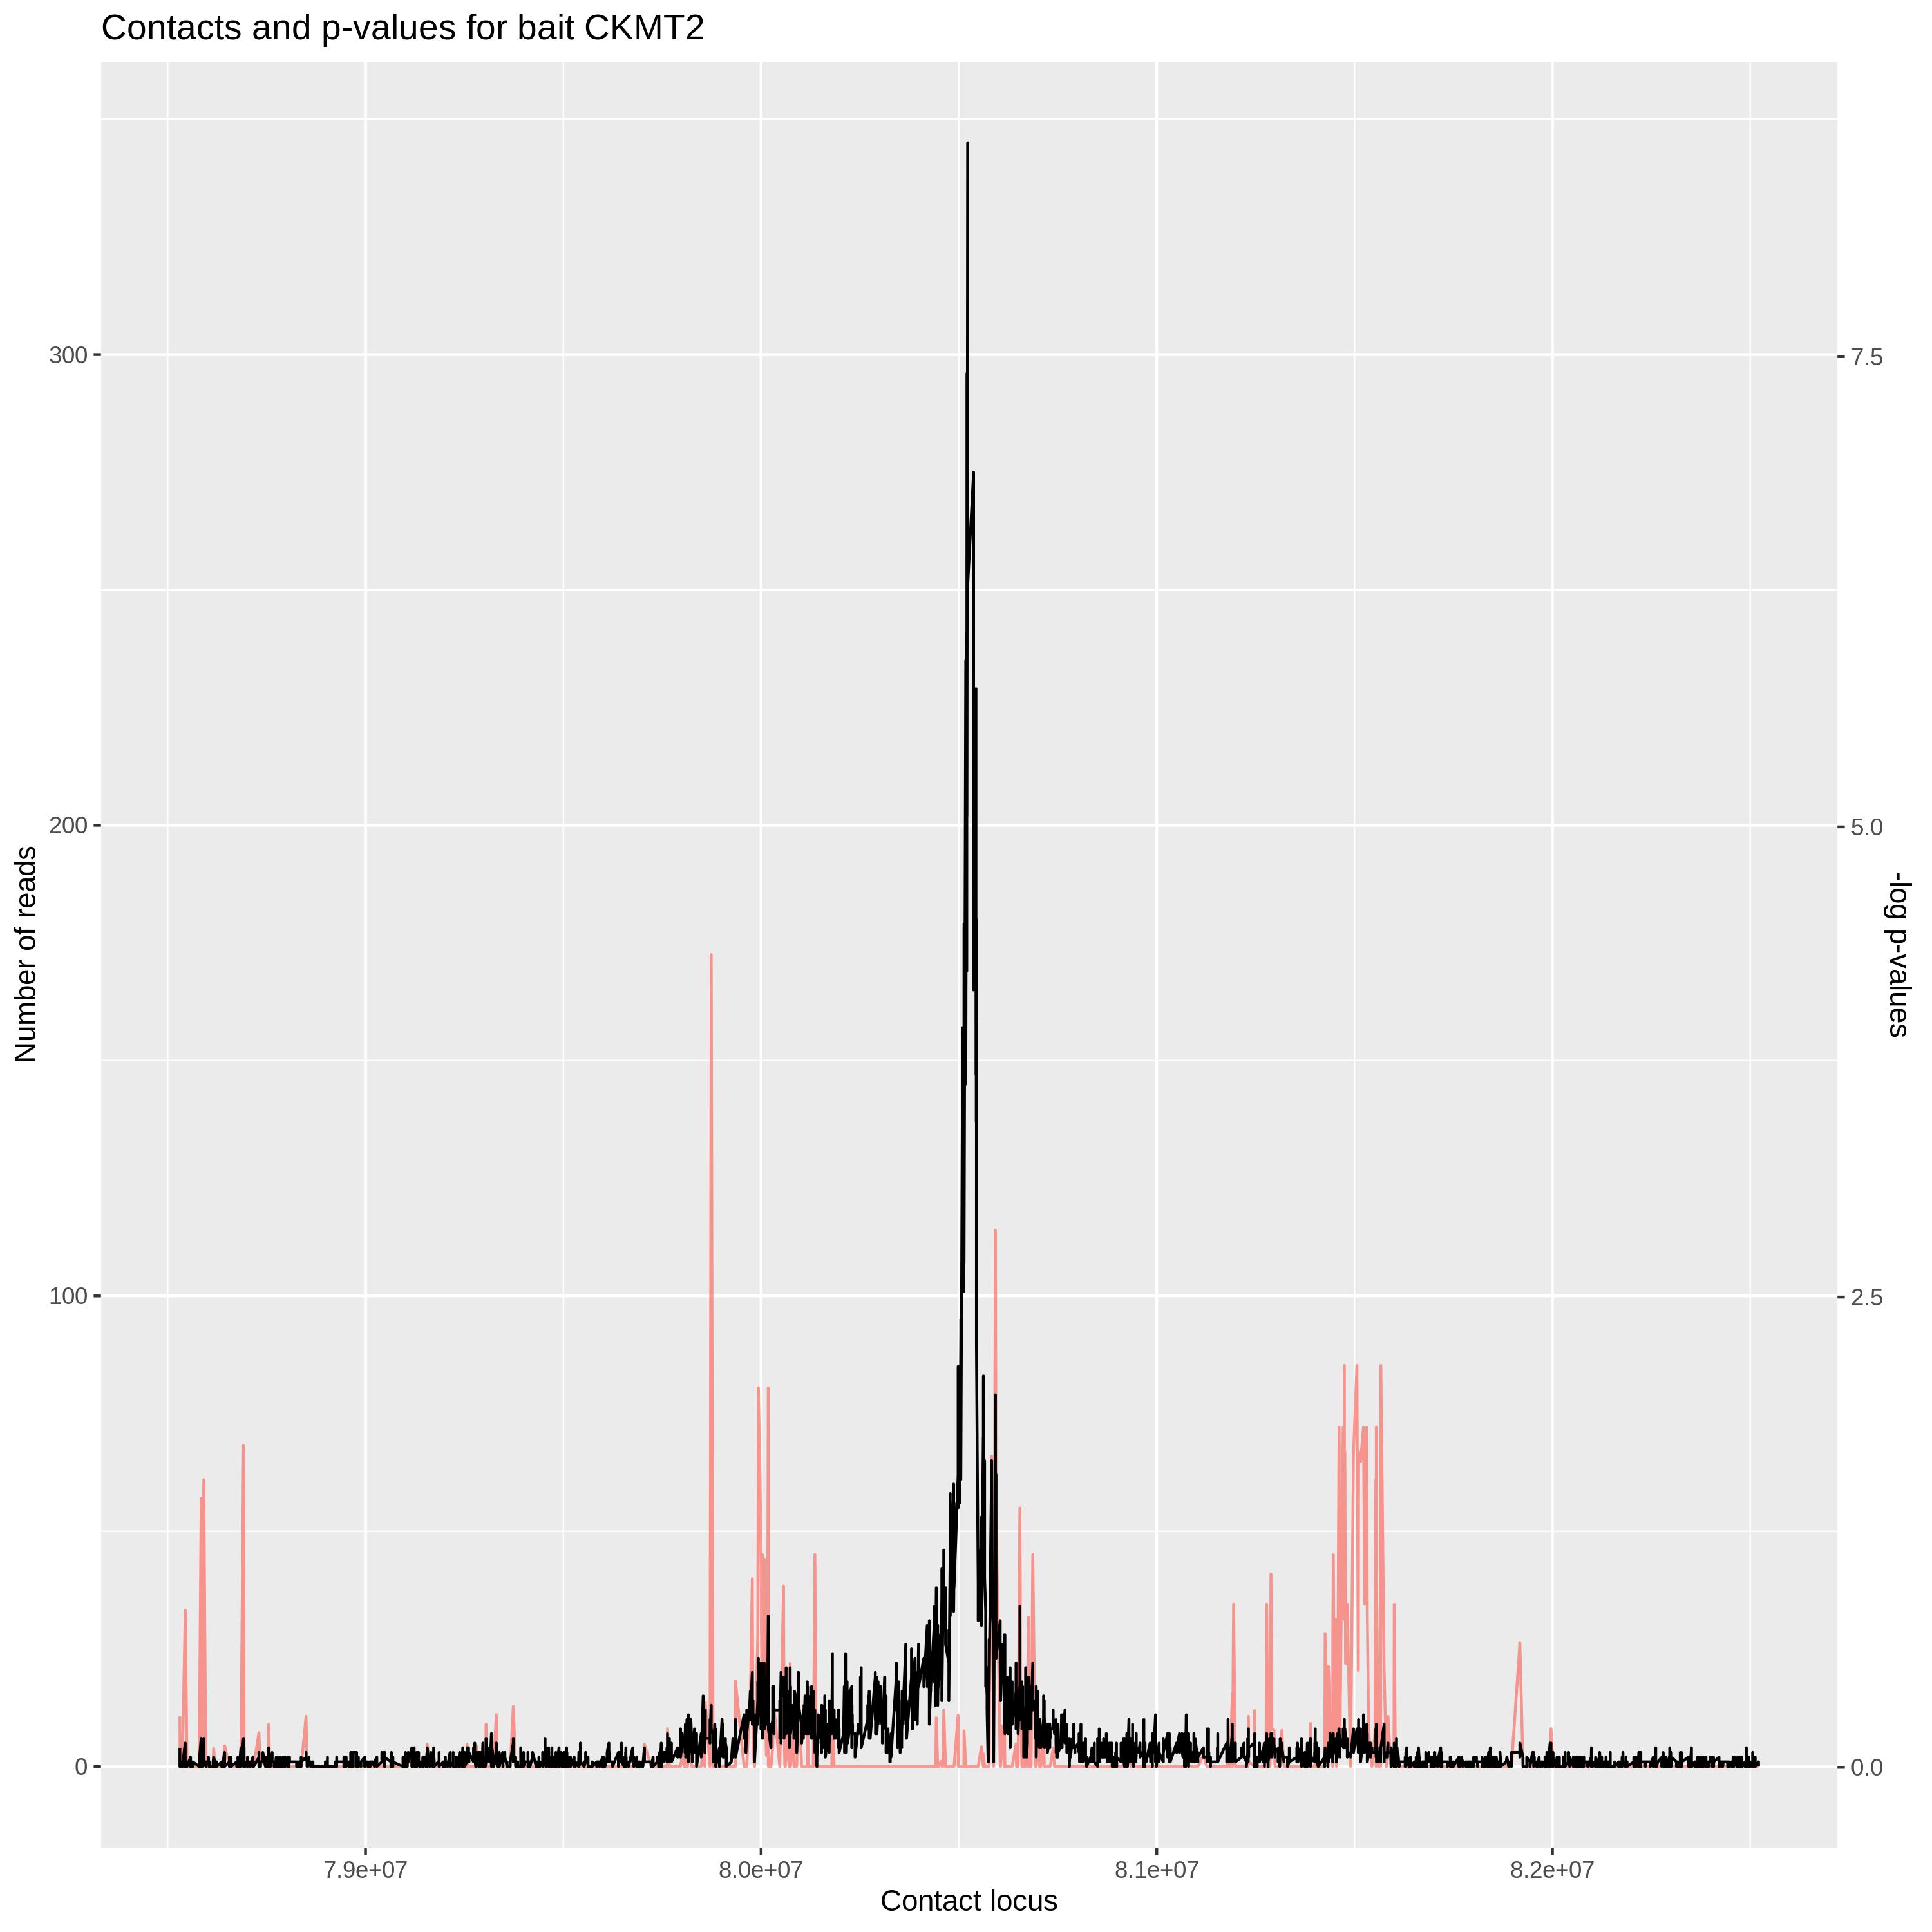 Contacts and p-values for bait CKMT2
Number of reads
300
200
100
0
7.5
5.0
2.5
0.0
-log p-values
7.9e+07
8.0e+07
8.1e+07
8.2e+07
Contact locus